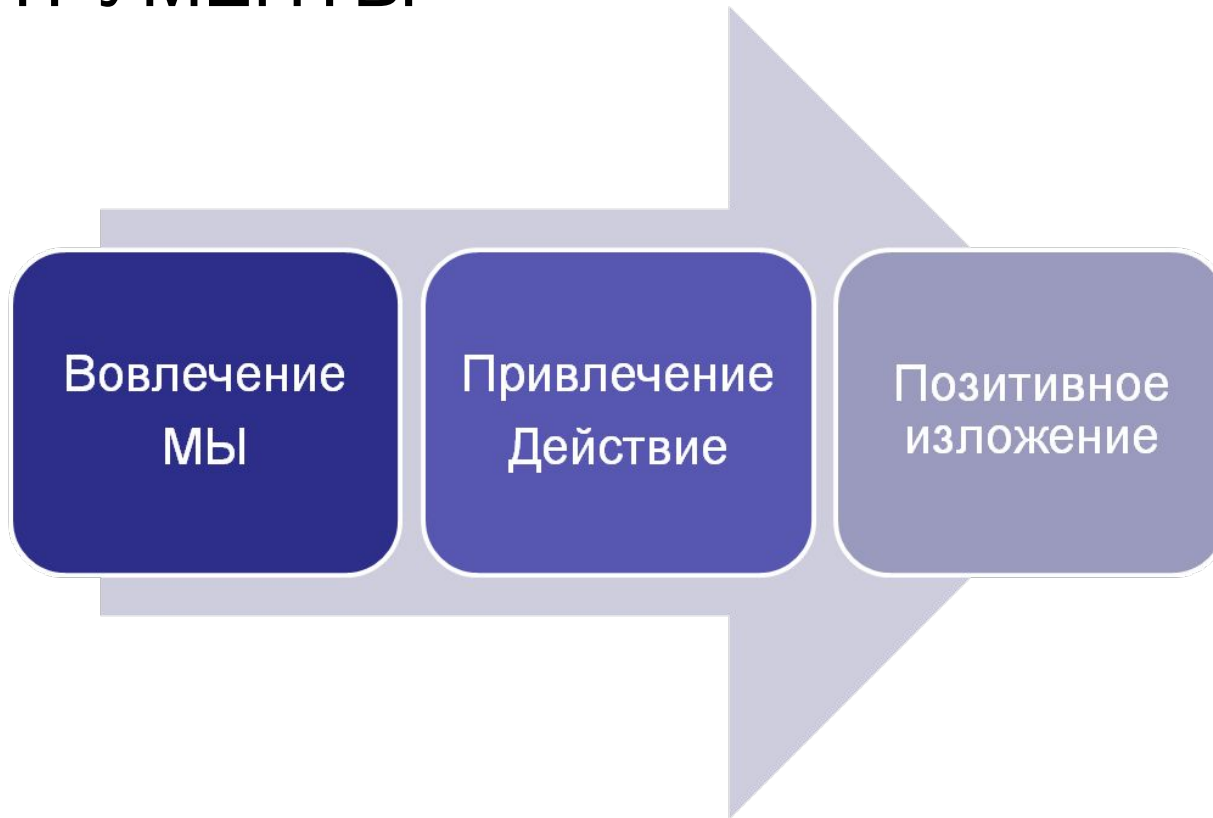 Вовлечение
МЫ
Привлечение
Действие
Позитивное
изложение